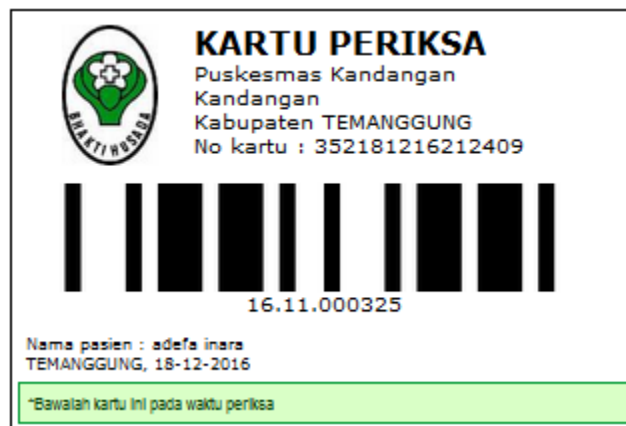 KARTU PERIKSA
Puskesmas Kandangan
Kandangan
Kabupaten TEMANGGUNG
No kartu : 352181216212409
BHAKTI HUSADA
16.11.000325
Nama pasien : adefa inara
TEMANGGUNG, 18-12-2016
*Bawalah kartu ini pada waktu periksa